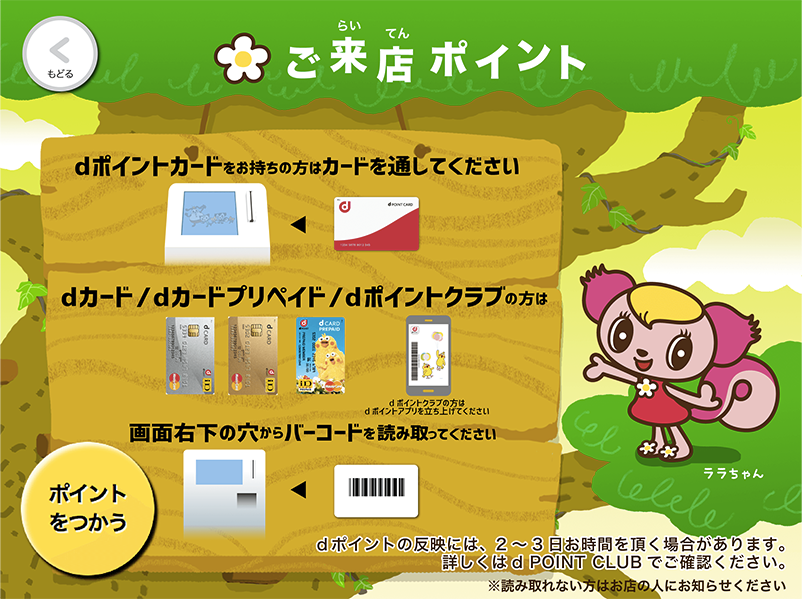 もどる
らい てん
ご来店ポイント
dポイントカードをお持ちの方はカードを通してください
d POINT CARD
dカード/dカードプリペイド/dポイントクラブの方は
d CARD
d CARD
d CARD
PREPAID
iD
iD
iD
dポイントクラブの方は
dポイントアプリを立ち上げてください
画面右下の穴からバーコードを読み取ってください
ポイント
をつかう
ララちゃん
dポイントの反映には、2〜3日お時間を頂く場合があります。
詳しくはd POINT CLUBでご確認ください。
※読み取れない方はお店の人にお知らせください